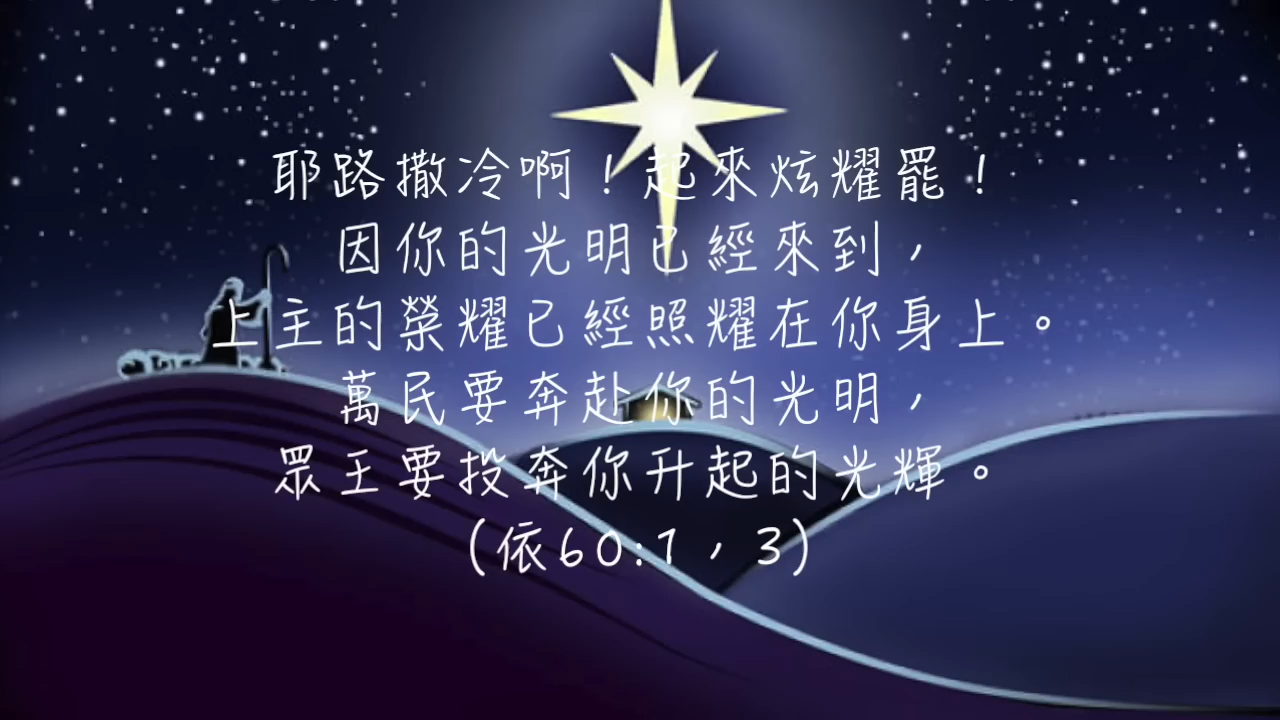 耶路撒冷啊！起來炫耀罷！
因你的光明已經來到，
上主的榮耀已經照耀在你身上。
萬民要奔赴你的光明，
眾王要投奔你升起的光輝。
(依60:1，3)